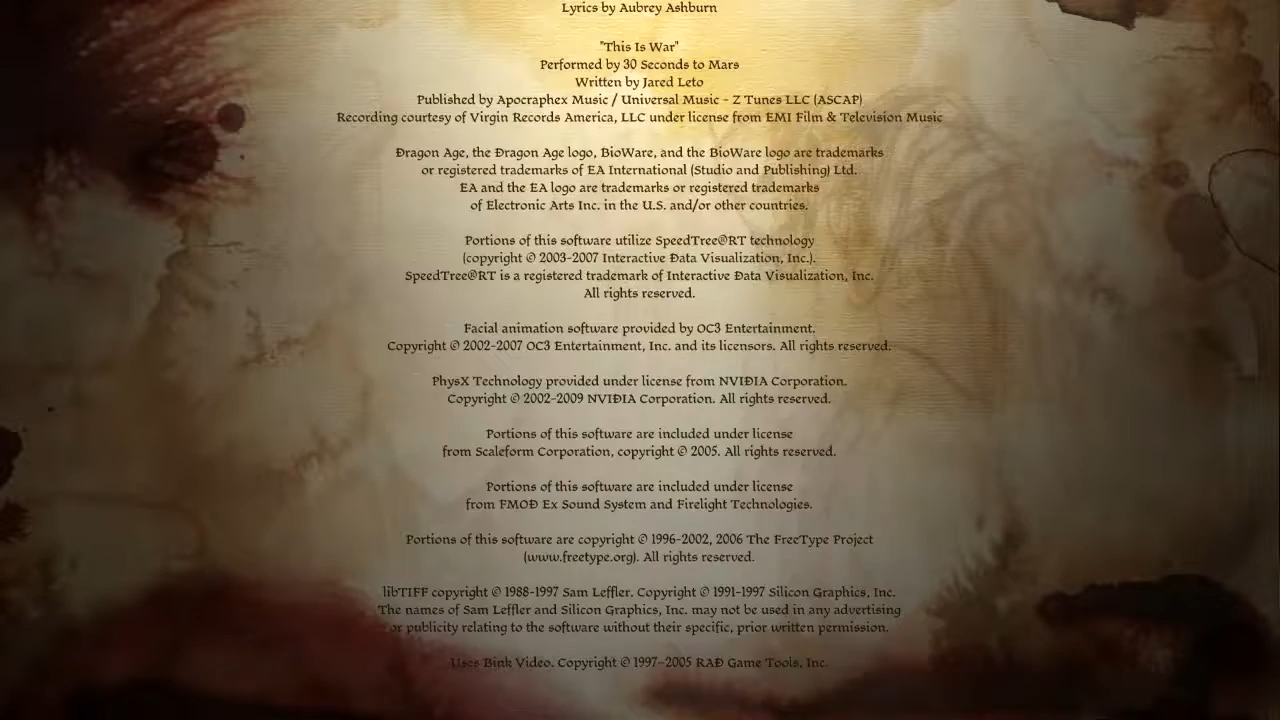 Lyrics by Aubrey Ashburn
"This Is War"
Performed by 30 Seconds to Mars
Written by Jared Leto
Published by Apocraphex Music / Universal Music - Z Tunes LLC (ASCAP)
Recording courtesy of Virgin Records America, LLC under license from EMI Film & Television Music
Dragon Age, the Dragon Age logo, BioWare, and the BioWare logo are trademarks
or registered trademarks of EA International (Studio and Publishing) Ltd.
EA and the EA logo are trademarks or registered trademarks
of Electronic Arts Inc. in the U.S. and/or other countries.
Portions of this software utilize SpeedTree®RT technology
(copyright © 2003-2007 Interactive Data Visualization, Inc.).
SpeedTree®RT is a registered trademark of Interactive Data Visualization, Inc.
All rights reserved.
Facial animation software provided by OC3 Entertainment.
Copyright © 2002-2007 OC3 Entertainment, Inc. and its licensors. All rights reserved.
PhysX Technology provided under license from NVIDIA Corporation.
Copyright © 2002-2009 NVIDIA Corporation. All rights reserved.
Portions of this software are included under license
from Scaleform Corporation, copyright © 2005. All rights reserved.
Portions of this software are included under license
from FMOD Ex Sound System and Firelight Technologies.
Portions of this software are copyright © 1996-2002, 2006 The FreeType Project
(www.freetype.org). All rights reserved.
libTIFF copyright © 1988-1997 Sam Leffler. Copyright © 1991-1997 Silicon Graphics, Inc.
The names of Sam Leffler and Silicon Graphics, Inc. may not be used in any advertising
or publicity relating to the software without their specific, prior written permission.
Uses Bink Video. Copyright © 1997-2005 RAD Game Tools, Inc.